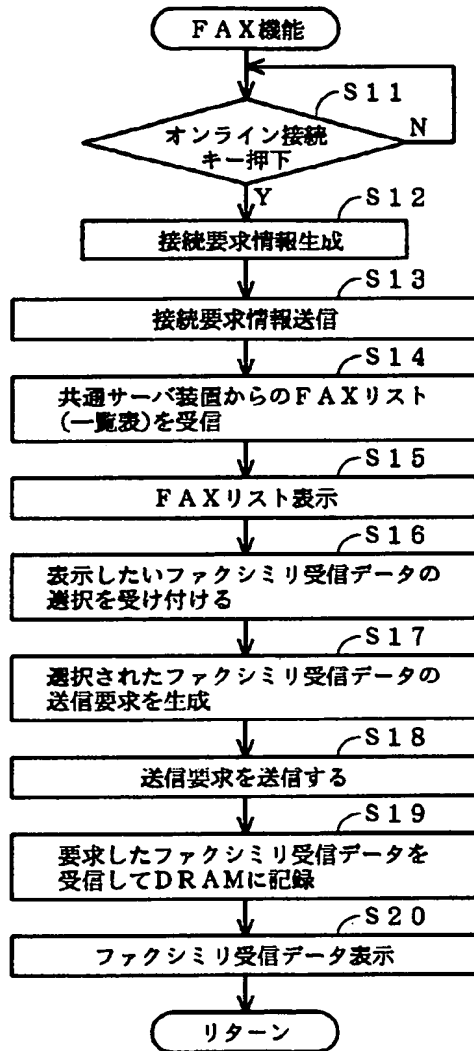 FAX機能
S11
オンライン接続
キー押下
N
Y
S12
接続要求情報生成
S13
接続要求情報送信
S14
共通サーバ装置からのFAXリスト
(一覧表)を受信
S15
FAXリスト表示
S16
表示したいファクシミリ受信データの
選択を受け付ける
S17
選択されたファクシミリ受信データの
送信要求を生成
S18
送信要求を送信する
S19
要求したファクシミリ受信データを
受信してDRAMに記録
S20
ファクシミリ受信データ表示
リターン